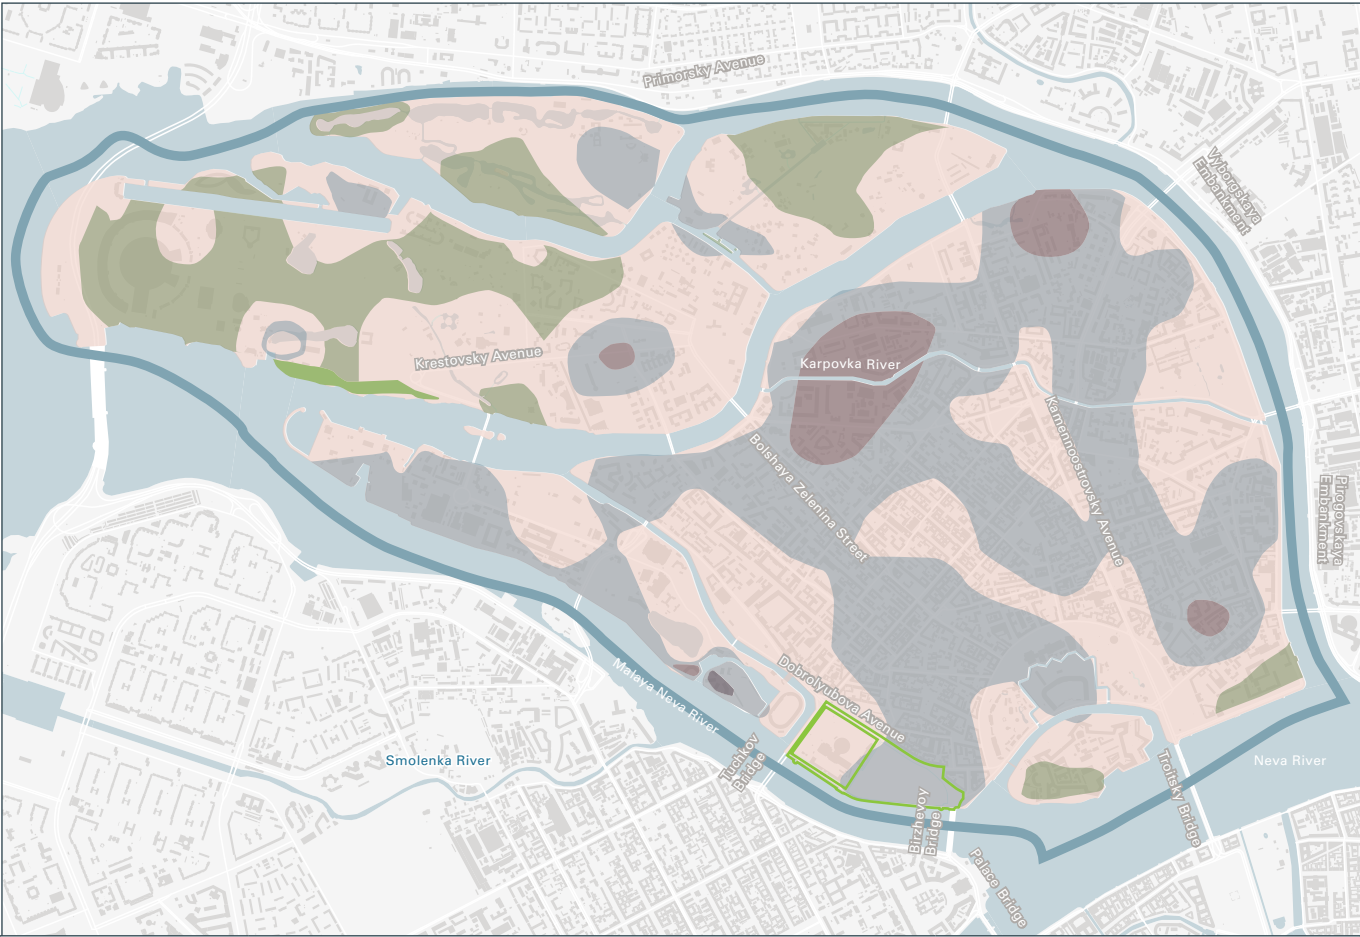 Primorsky Avenue
Vyborgskaya
Embankment
Krestovsky Avenue
Karpovka River
Kamennoostrovsky Avenue
Bolshaya Zelenina Street
Pirogovskaya
Embankment
Malaya Neva River
Dobrolyubova Avenue
Smolenka River
Tuchkov
Bridge
Troitsky Bridge
Neva River
Birzhevoy
Bridge
Palace Bridge